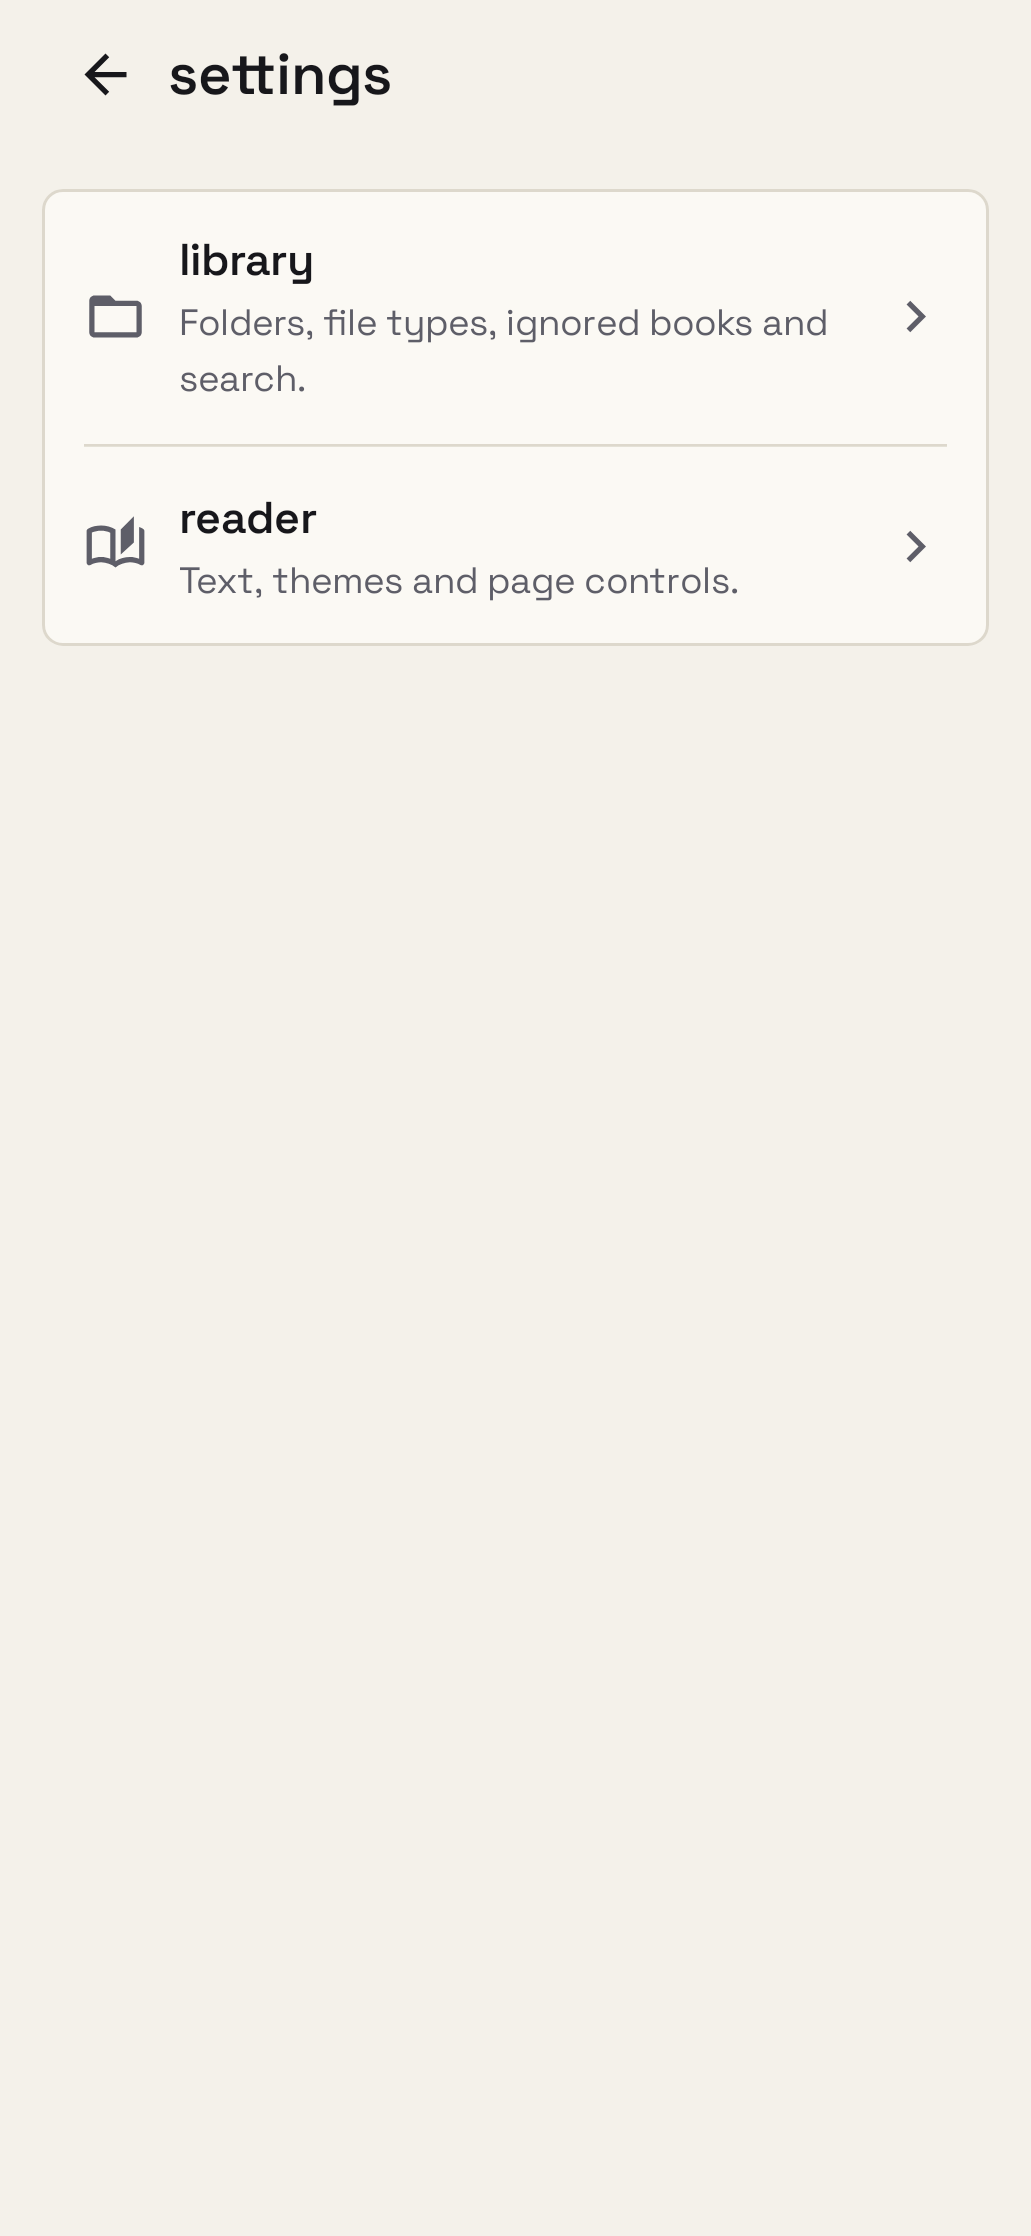 settings
library
Folders, file types, ignored books and
search.
reader
Text, themes and page controls.